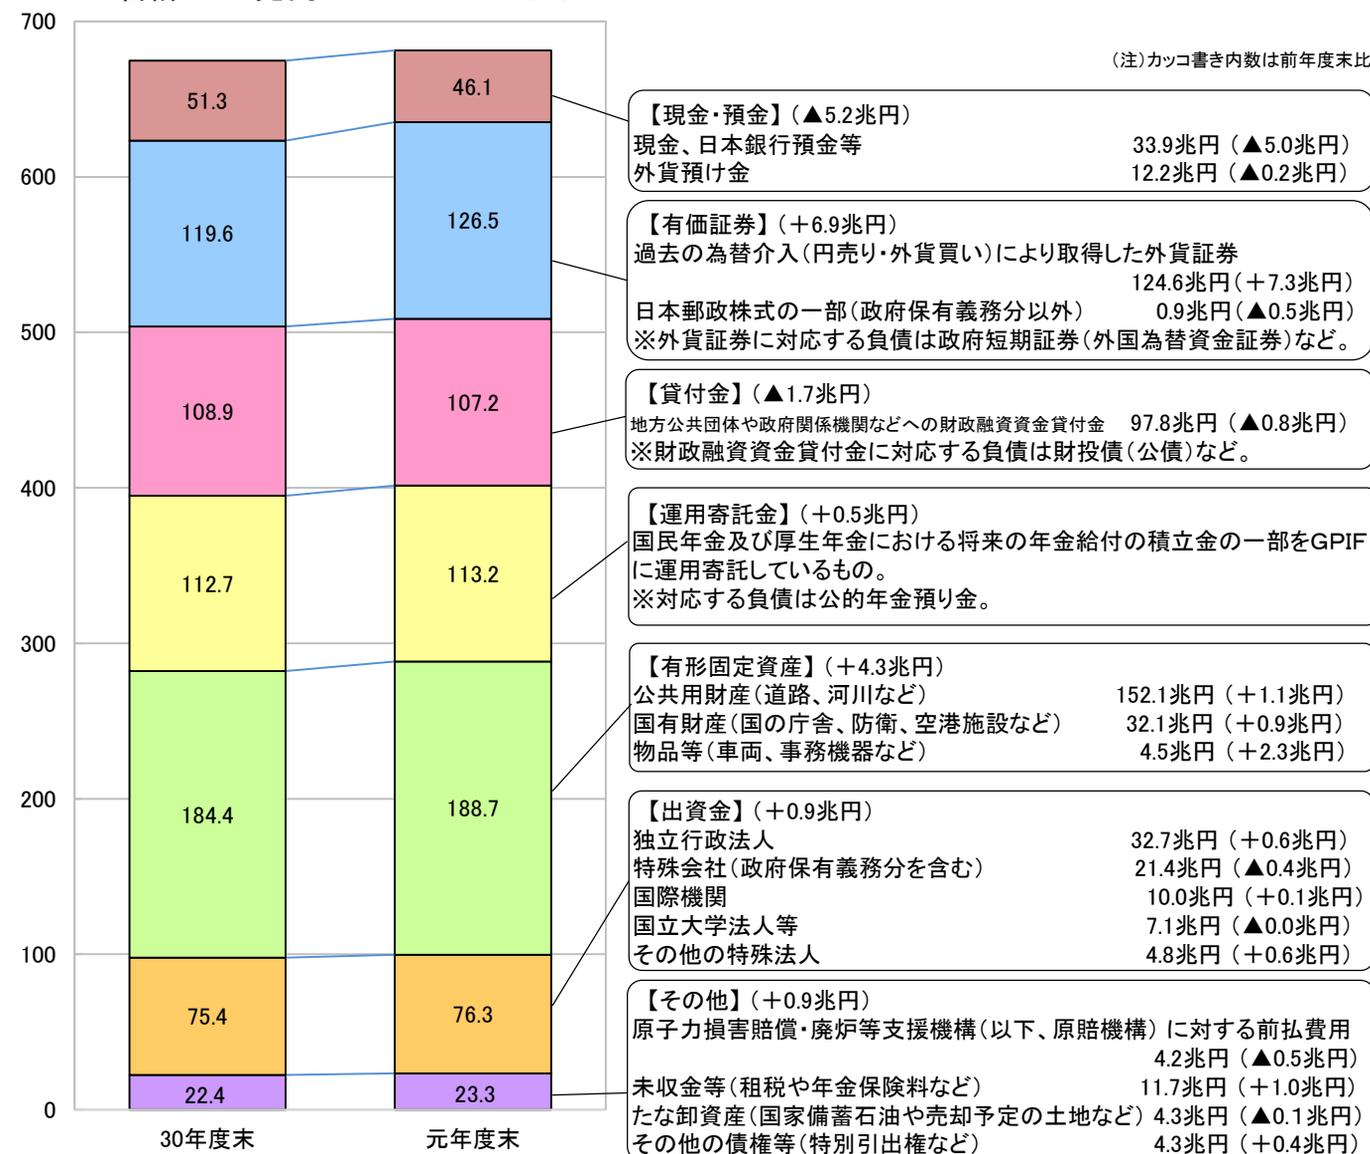 700
600
500
400
300
200
100
0
51.3
119.6
108.9
112.7
184.4
75.4
22.4
30年度末
46.1
126.5
107.2
113.2
188.7
76.3
23.3
元年度末
（注）カッコ書き内数は前年度末比
【現金・預金】（▲5.2兆円）
現金、日本銀行預金等 33.9兆円（▲5.0兆円）
外貨預け金 12.2兆円（▲0.2兆円）
【有価証券】（＋6.9兆円）
過去の為替介入（円売り・外貨買い）により取得した外貨証券
124.6兆円（＋7.3兆円）
日本郵政株式の一部（政府保有義務分以外） 0.9兆円（▲0.5兆円）
※外貨証券に対応する負債は政府短期証券（外国為替資金証券）など。
【貸付金】（▲1.7兆円）
地方公共団体や政府関係機関などへの財政融資資金貸付金 97.8兆円（▲0.8兆円）
※財政融資資金貸付金に対応する負債は財投債（公債）など。
【運用寄託金】（＋0.5兆円）
国民年金及び厚生年金における将来の年金給付の積立金の一部をGPIF
に運用寄託しているもの。
※対応する負債は公的年金預り金。
【有形固定資産】（＋4.3兆円）
公共用財産（道路、河川など） 152.1兆円（＋1.1兆円）
国有財産（国の庁舎、防衛、空港施設など） 32.1兆円（＋0.9兆円）
物品等（車両、事務機器など） 4.5兆円（＋2.3兆円）
【出資金】（＋0.9兆円）
独立行政法人 32.7兆円（＋0.6兆円）
特殊会社（政府保有義務分を含む） 21.4兆円（▲0.4兆円）
国際機関 10.0兆円（＋0.1兆円）
国立大学法人等 7.1兆円（▲0.0兆円）
その他の特殊法人 4.8兆円（＋0.6兆円）
【その他】（＋0.9兆円）
原子力損害賠償・廃炉等支援機構（以下、原賠機構）に対する前払費用
4.2兆円（▲0.5兆円）
未収金等（租税や年金保険料など） 11.7兆円（＋1.0兆円）
たな卸資産（国家備蓄石油や売却予定の土地など） 4.3兆円（▲0.1兆円）
その他の債権等（特別引出権など） 4.3兆円（＋0.4兆円）